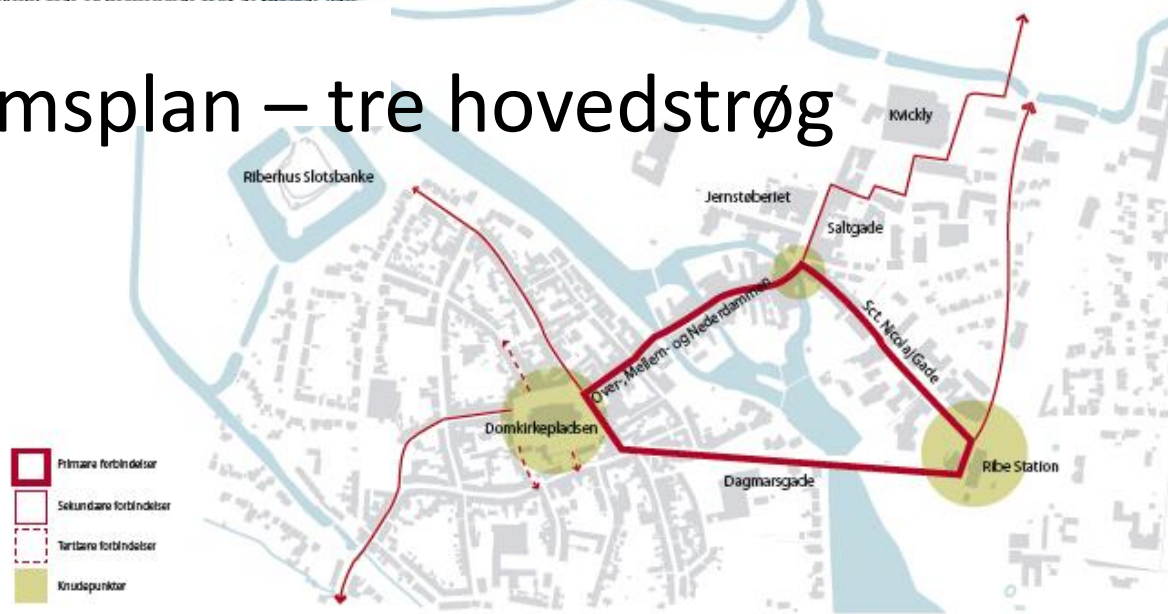 msplan – tre hovedstrøg
Kvickly
Riberhus Slotsbanke
Jernstøberiet
Saltgade
Over-, Mellem- og Nederdammen
Sct. Nicolaj Gade
Domkirkepladsen
Ribe Station
Dagmarsgade
Primære forbindelser
Sekundære forbindelser
Tertiære forbindelser
Knudepunkter